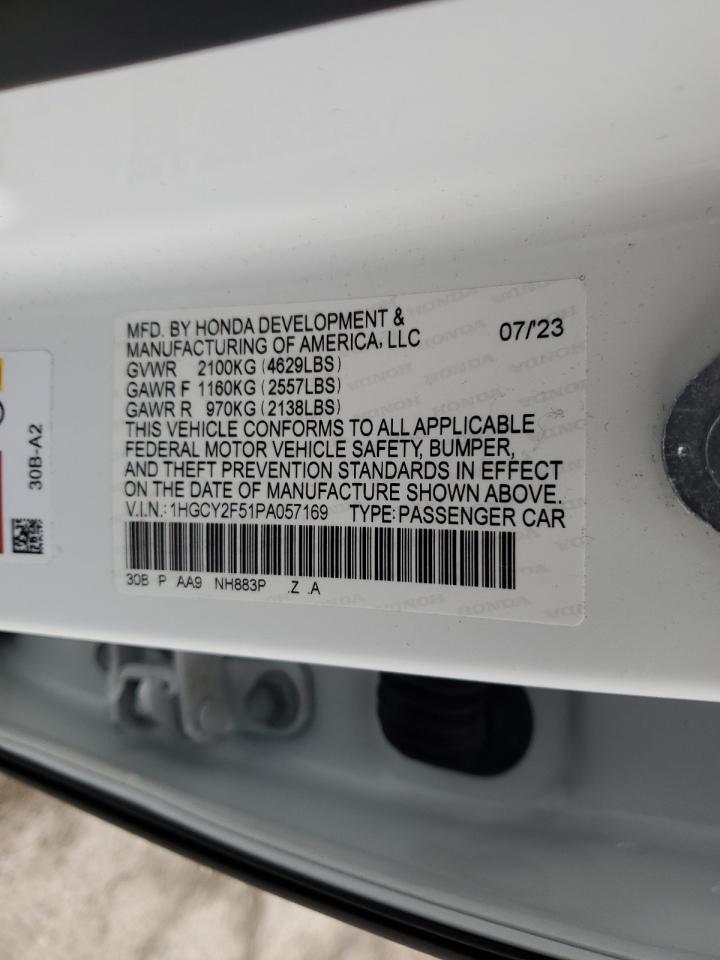 MFD. BY HONDA DEVELOPMENT &
MANUFACTURING OF AMERICA, LLC 07/'23
GVWR 2100KG (4629LBS)
GAWR F 1160KG (2557LBS)
GAWR R 970KG (2138LBS)
THIS VEHICLE CONFORMS TO ALL APPLICABLE
FEDERAL MOTOR VEHICLE SAFETY, BUMPER,
AND THEFT PREVENTION STANDARDS IN EFFECT
ON THE DATE OF MANUFACTURE SHOWN ABOVE.
V.I.N.: 1HGCY2F51PA057169 TYPE: PASSENGER CAR
30B P AA9 NH883P .Z .A
30B-A2
HONDA